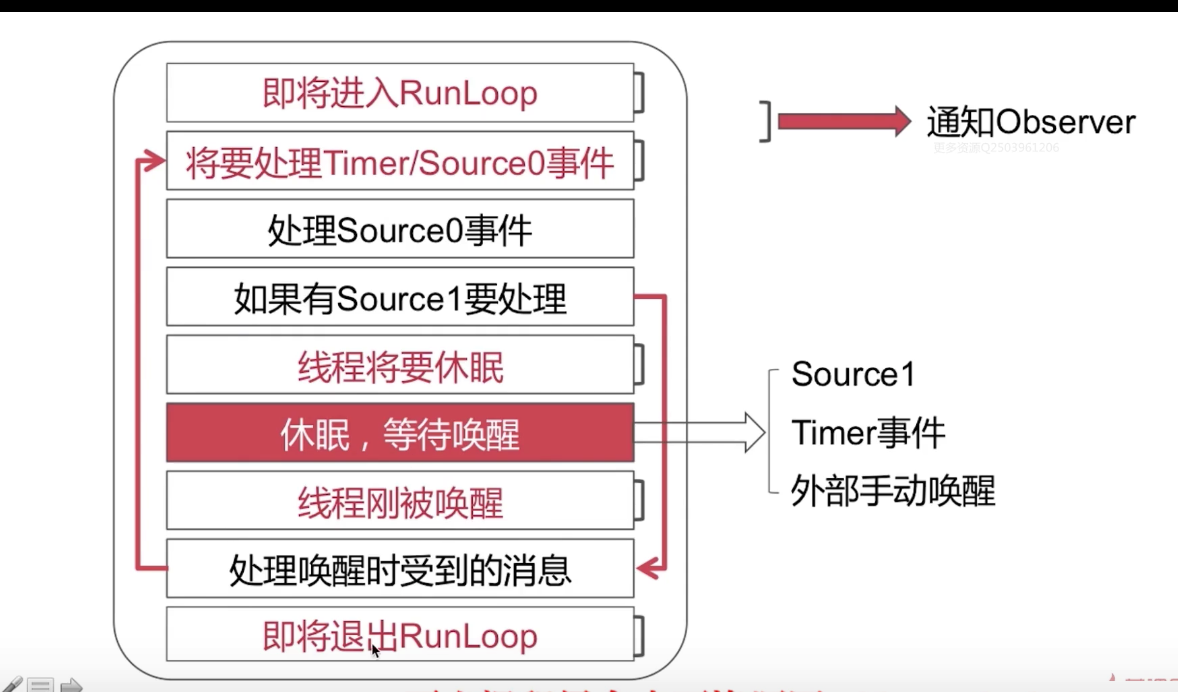 即将进入RunLoop
通知Observer
更多资源Q2503961206
将要处理Timer/Source0事件
处理Source0事件
如果有Source1要处理
线程将要休眠
Source1
休眠，等待唤醒
Timer事件
线程刚被唤醒
外部手动唤醒
处理唤醒时受到的消息
即将退出RunLoop